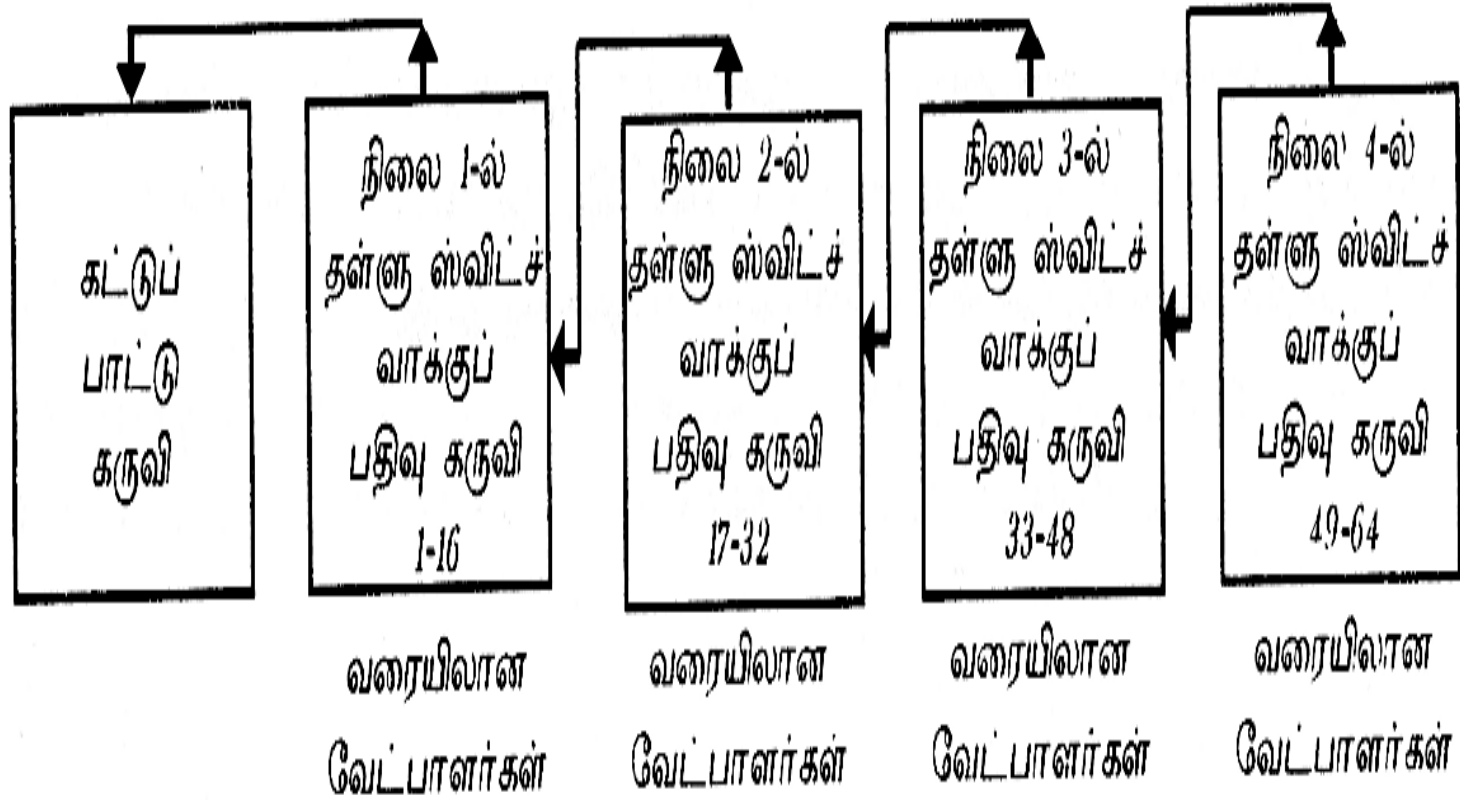 கட்டுப்
பாட்டு
கருவி
நிலை 1-ல்
தள்ளு ஸ்விட்ச்
வாக்குப்
பதிவு கருவி
1-16
வரையிலான
வேட்பாளர்கள்
நிலை 2-ல்
தள்ளு ஸ்விட்ச்
வாக்குப்
பதிவு கருவி
17-32
வரையிலான
வேட்பாளர்கள்
நிலை 3-ல்
தள்ளு ஸ்விட்ச்
வாக்குப்
பதிவு கருவி
33-48
வரையிலான
வேட்பாளர்கள்
நிலை 4-ல்
தள்ளு ஸ்விட்ச்
வாக்குப்
பதிவு கருவி
49-64
வரையிலான
வேட்பாளர்கள்